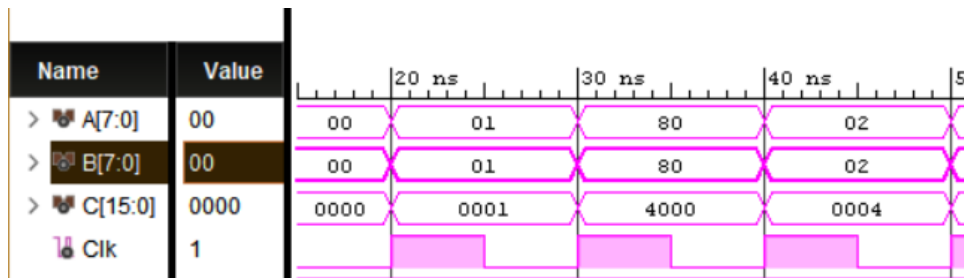 Name Value 20 ns 30 ns 40 ns 5
A[7:0] 00 00 01 80 02
B[7:0] 00 00 01 80 02
C[15:0] 0000 0000 0001 4000 0004
Clk 1